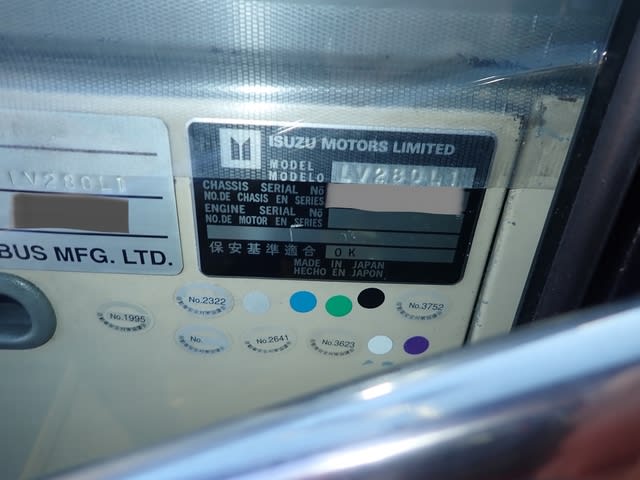 LV280L1
BUS MFG. LTD.
ISUZU MOTORS LIMITED
MODEL
MODELO LV280L1
CHASSIS SERIAL No
NO.DE CHASIS EN SERIES
ENGINE SERIAL No
NO.DE MOTOR EN SERIES
保安基準適合 OK
MADE IN JAPAN
HECHO EN JAPON
No.2322
No.3752
No.1995
No.
No.2641
No.3623